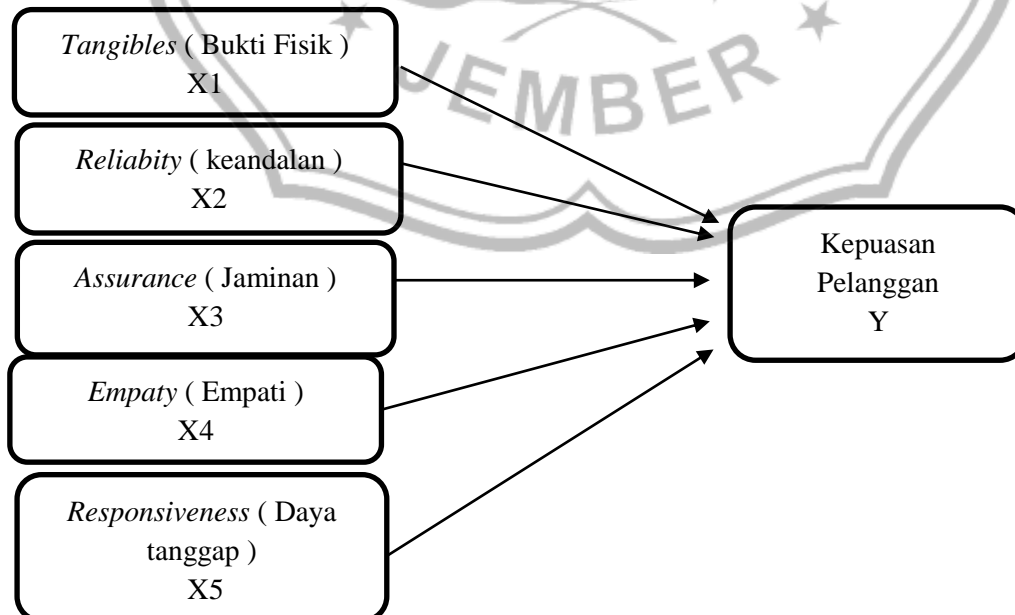 Tangibles ( Bukti Fisik )
X1
JEMBER
Reliabity ( keandalan )
X2
Assurance ( Jaminan )
X3
Kepuasan
Pelanggan
Y
Empaty ( Empati )
X4
Responsiveness ( Daya
tanggap )
X5